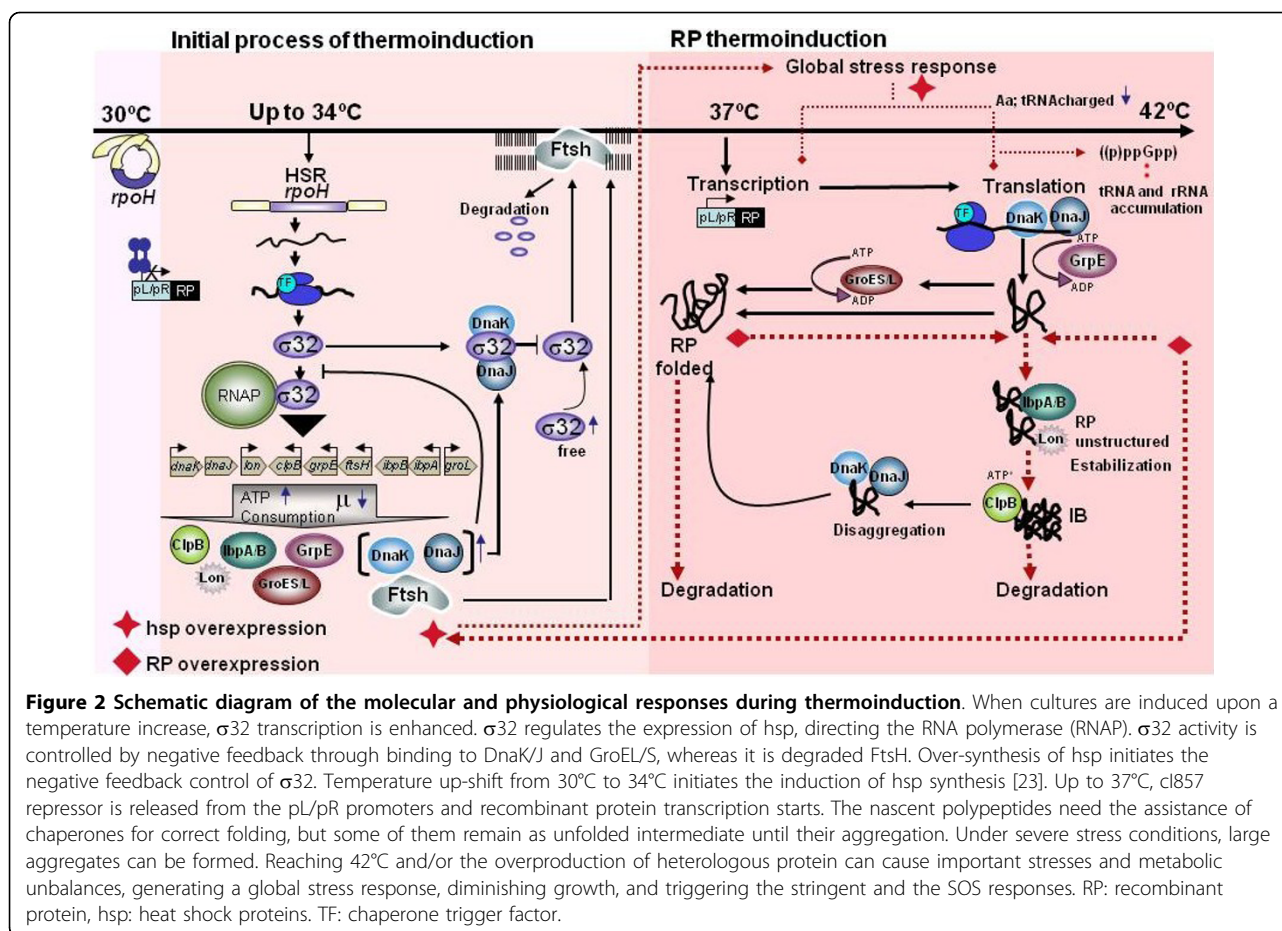 Initial process of thermoinduction
RP thermoinduction
Global stress response
Aa; tRNAcharged
30ºC
Up to 34ºC
37ºC
42ºC
rpoH
HSR
rpoH
Ftsh
Degradation
Transcription
pL/pR RP
Translation
((p)ppGpp)
tRNA and rRNA
accumulation
TF
DnaK
DnaJ
ATP
GrpE
ADP
pL/pR RP
TF
ATP
GroES/L
ADP
RP
folded
σ32
DnaK
σ32
DnaJ
σ32
RNAP
σ32
σ32
free
IbpA/B
Lon
RP
unstructured
Estabilization
dnaK dnaJ lon clpB grpE ftsH ibpB ibpA groL
ATP
Consumption
μ
DnaK
DnaJ
Disaggregation
ATP+
ClpB
IB
ClpB
IbpA/B
GrpE
Lon
GroES/L
DnaK
DnaJ
Ftsh
Degradation
Degradation
hsp overexpression
RP overexpression
Figure 2 Schematic diagram of the molecular and physiological responses during thermoinduction. When cultures are induced upon a
temperature increase, σ32 transcription is enhanced. σ32 regulates the expression of hsp, directing the RNA polymerase (RNAP). σ32 activity is
controlled by negative feedback through binding to DnaK/J and GroEL/S, whereas it is degraded FtsH. Over-synthesis of hsp initiates the
negative feedback control of σ32. Temperature up-shift from 30°C to 34°C initiates the induction of hsp synthesis [23]. Up to 37°C, cI857
repressor is released from the pL/pR promoters and recombinant protein transcription starts. The nascent polypeptides need the assistance of
chaperones for correct folding, but some of them remain as unfolded intermediate until their aggregation. Under severe stress conditions, large
aggregates can be formed. Reaching 42°C and/or the overproduction of heterologous protein can cause important stresses and metabolic
unbalances, generating a global stress response, diminishing growth, and triggering the stringent and the SOS responses. RP: recombinant
protein, hsp: heat shock proteins. TF: chaperone trigger factor.